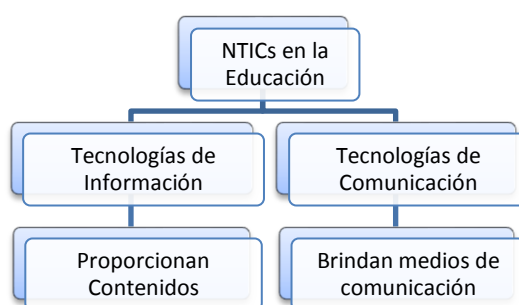 NTICs en la
Educación
Tecnologías de
Información
Tecnologías de
Comunicación
Proporcionan
Contenidos
Brindan medios de
comunicación